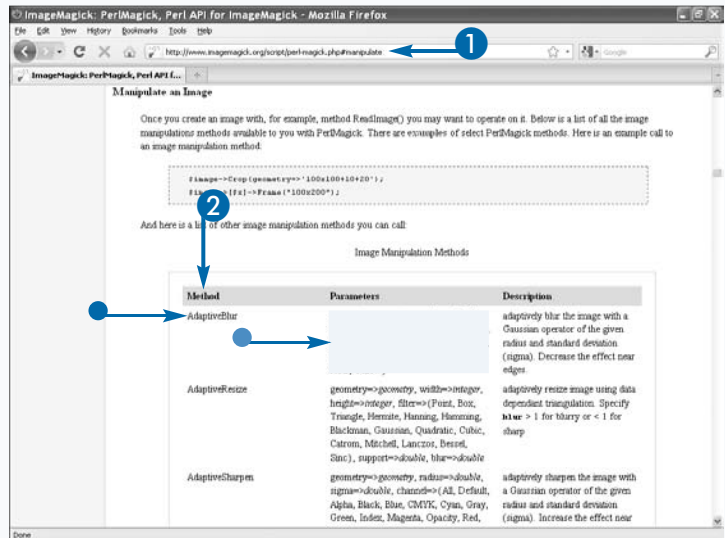 ImageMagick: PerlMagick, Perl API for ImageMagick - Mozilla Firefox
File Edit View History Bookmarks Tools Help
http://www.imagemagick.org/script/perl-magick.php#manipulate
1
Google
ImageMagick: PerlMagick, Perl API f...
Manipulate an Image
Once you create an image with, for example, method ReadImage() you may want to operate on it. Below is a list of all the image
manipulations methods available to you with PerlMagick. There are examples of select PerlMagick methods. Here is an example call to
an image manipulation method:
$image->Crop(geometry=>'100x100+10+20');
[$x]->Frame("100x200");
2
And here is a list of other image manipulation methods you can call:
Image Manipulation Methods
Method Parameters Description
AdaptiveBlur
adaptively blur the image with a
Gaussian operator of the given
radius and standard deviation
(sigma). Decrease the effect near
edges.
AdaptiveResize
geometry=>geometry, width=>integer,
height=>integer, filter=>{Point, Box,
Triangle, Hermite, Hanning, Hamming,
Blackman, Gaussian, Quadratic, Cubic,
Catrom, Mitchell, Lanczos, Bessel,
Sinc}, support=>double, blur=>double
adaptively resize image using data
dependant triangulation. Specify
blur > 1 for blurry or < 1 for
sharp
AdaptiveSharpen
geometry=>geometry, radius=>double,
sigma=>double, channel=>{All, Default,
Alpha, Black, Blue, CMYK, Cyan, Gray,
Green, Index, Magenta, Opacity, Red,
adaptively sharpen the image with
a Gaussian operator of the given
radius and standard deviation
(sigma). Increase the effect near
Done